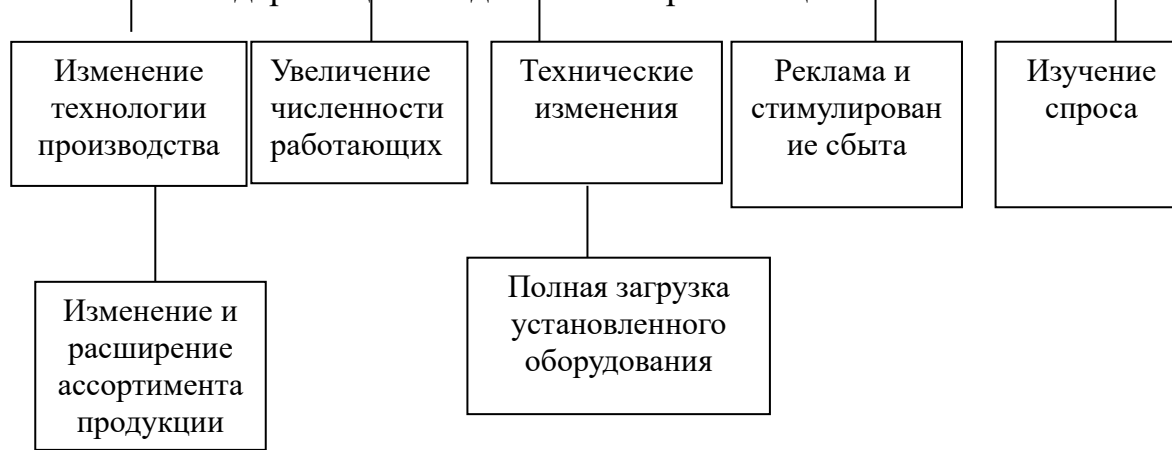 Изменение
технологии
производства
Увеличение
численности
работающих
Технические
изменения
Реклама и
стимулирован
ие сбыта
Изучение
спроса
Изменение и
расширение
ассортимента
продукции
Полная загрузка
установленного
оборудования